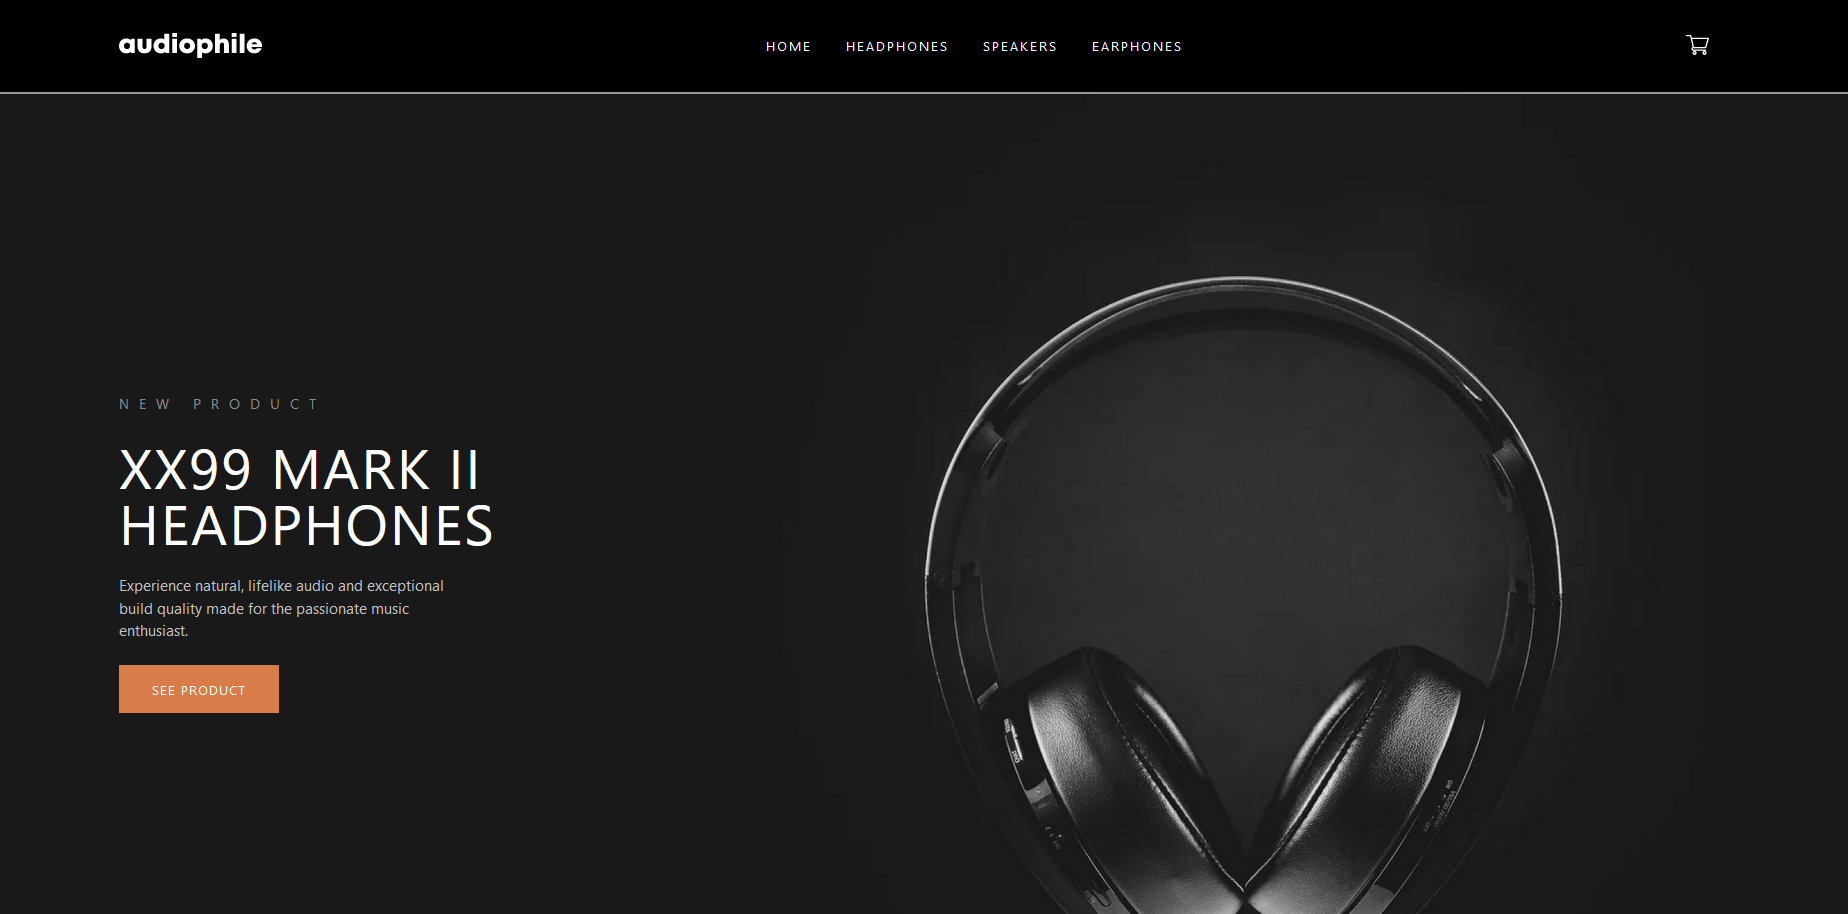 audiophile
HOME HEADPHONES SPEAKERS EARPHONES
NEW PRODUCT
XX99 MARK II
HEADPHONES
Experience natural, lifelike audio and exceptional
build quality made for the passionate music
enthusiast.
SEE PRODUCT